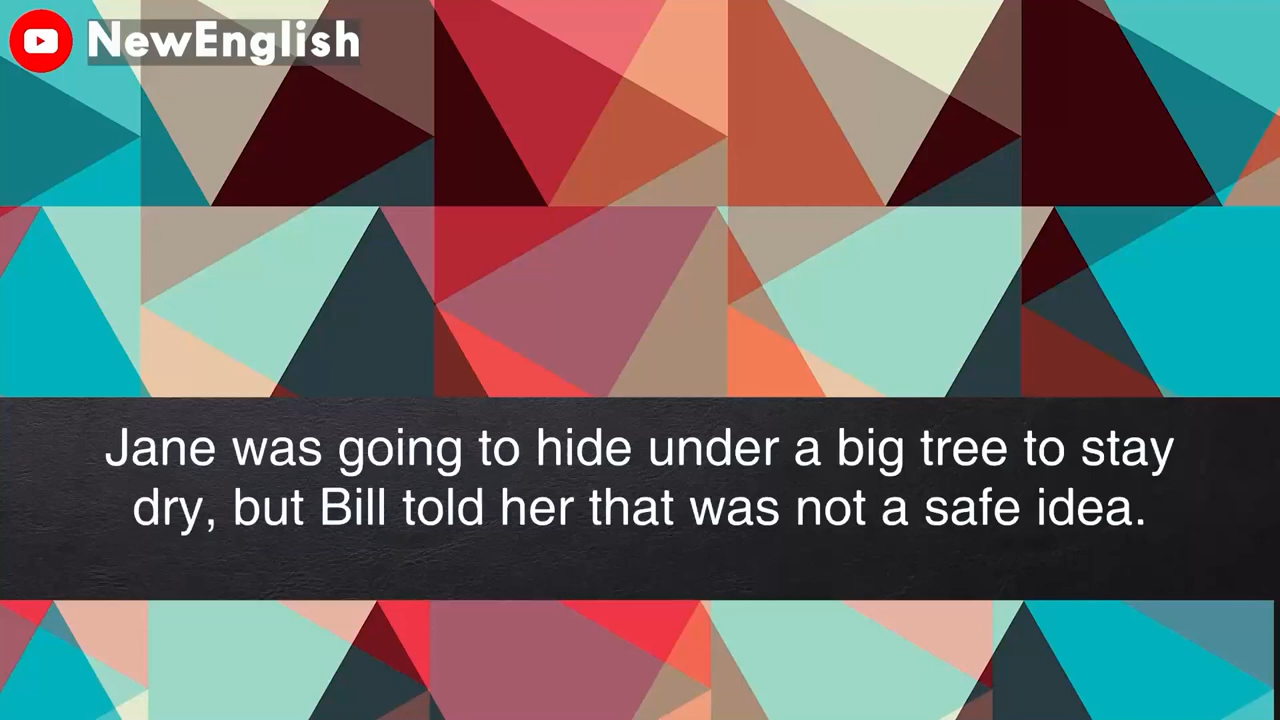 NewEnglish
Jane was going to hide under a big tree to stay
dry, but Bill told her that was not a safe idea.